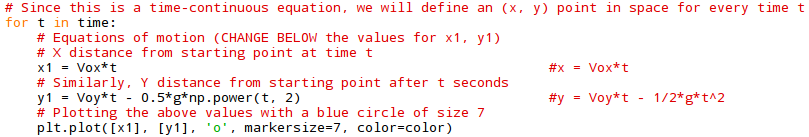 # Since this is a time-continuous equation, we will define an (x, y) point in space for every time t
for t in time:
# Equations of motion (CHANGE BELOW the values for x1, y1)
# X distance from starting point at time t
x1 = Vox*t #x = Vox*t
# Similarly, Y distance from starting point after t seconds
y1 = Voy*t - 0.5*g*np.power(t, 2) #y = Voy*t - 1/2*g*t^2
# Plotting the above values with a blue circle of size 7
plt.plot([x1], [y1], 'o', markersize=7, color=color)